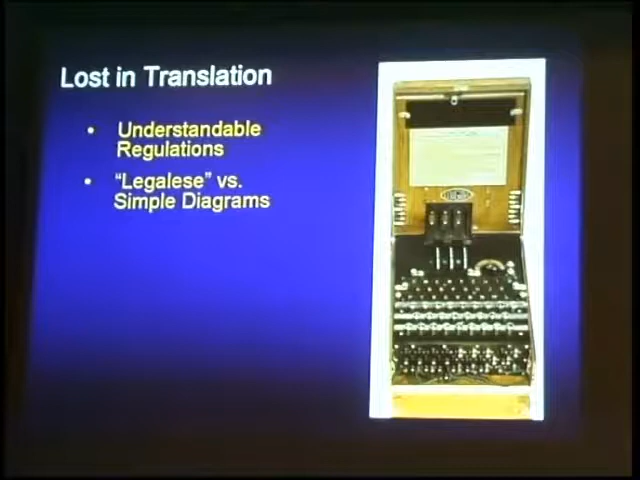 Lost in Translation
• Understandable
Regulations
• “Legalese” vs.
Simple Diagrams